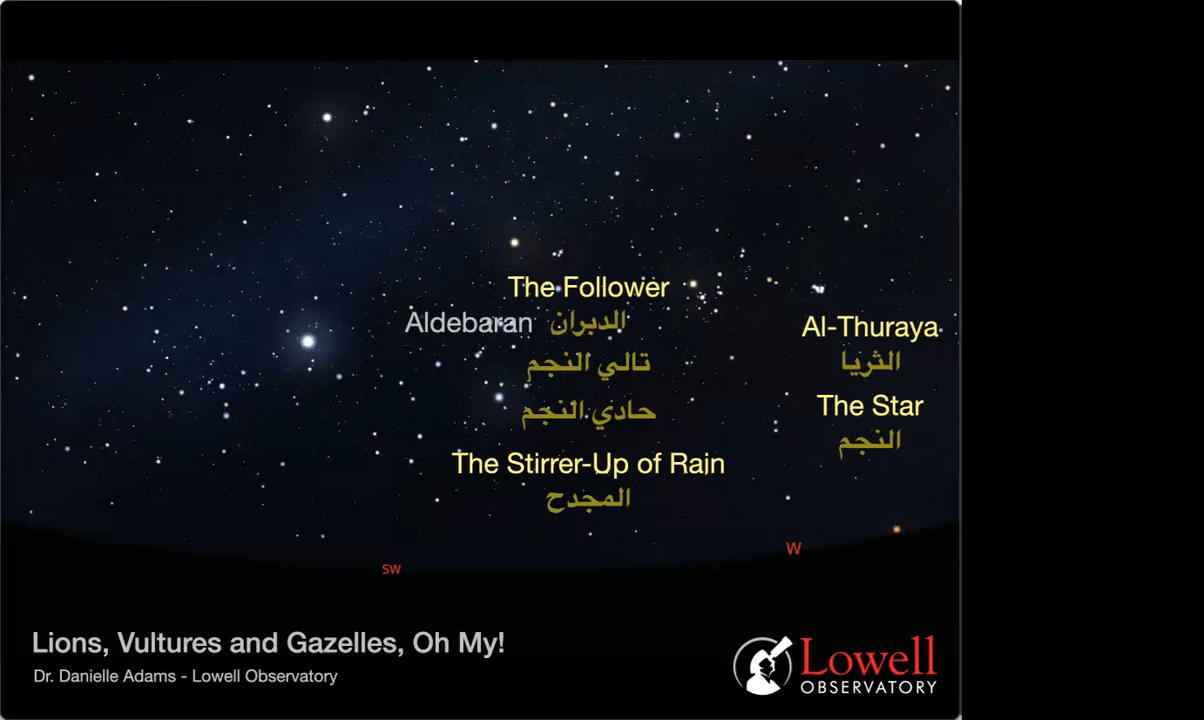 The Follower
Aldebaran الدبران
تالي النجم
حادي النجم
The Stirrer-Up of Rain
المجدح
Al-Thuraya
الثريا
The Star
النجم
SW
W
Lions, Vultures and Gazelles, Oh My!
Dr. Danielle Adams - Lowell Observatory
Lowell
OBSERVATORY